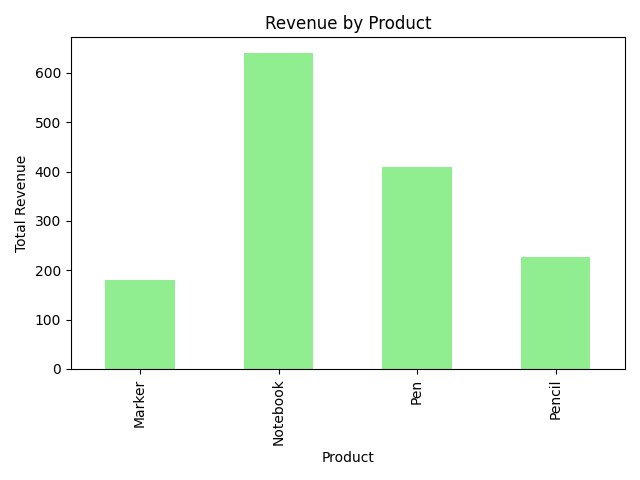 Revenue by Product
Total Revenue
600
500
400
300
200
100
0
Marker
Notebook
Pen
Pencil
Product